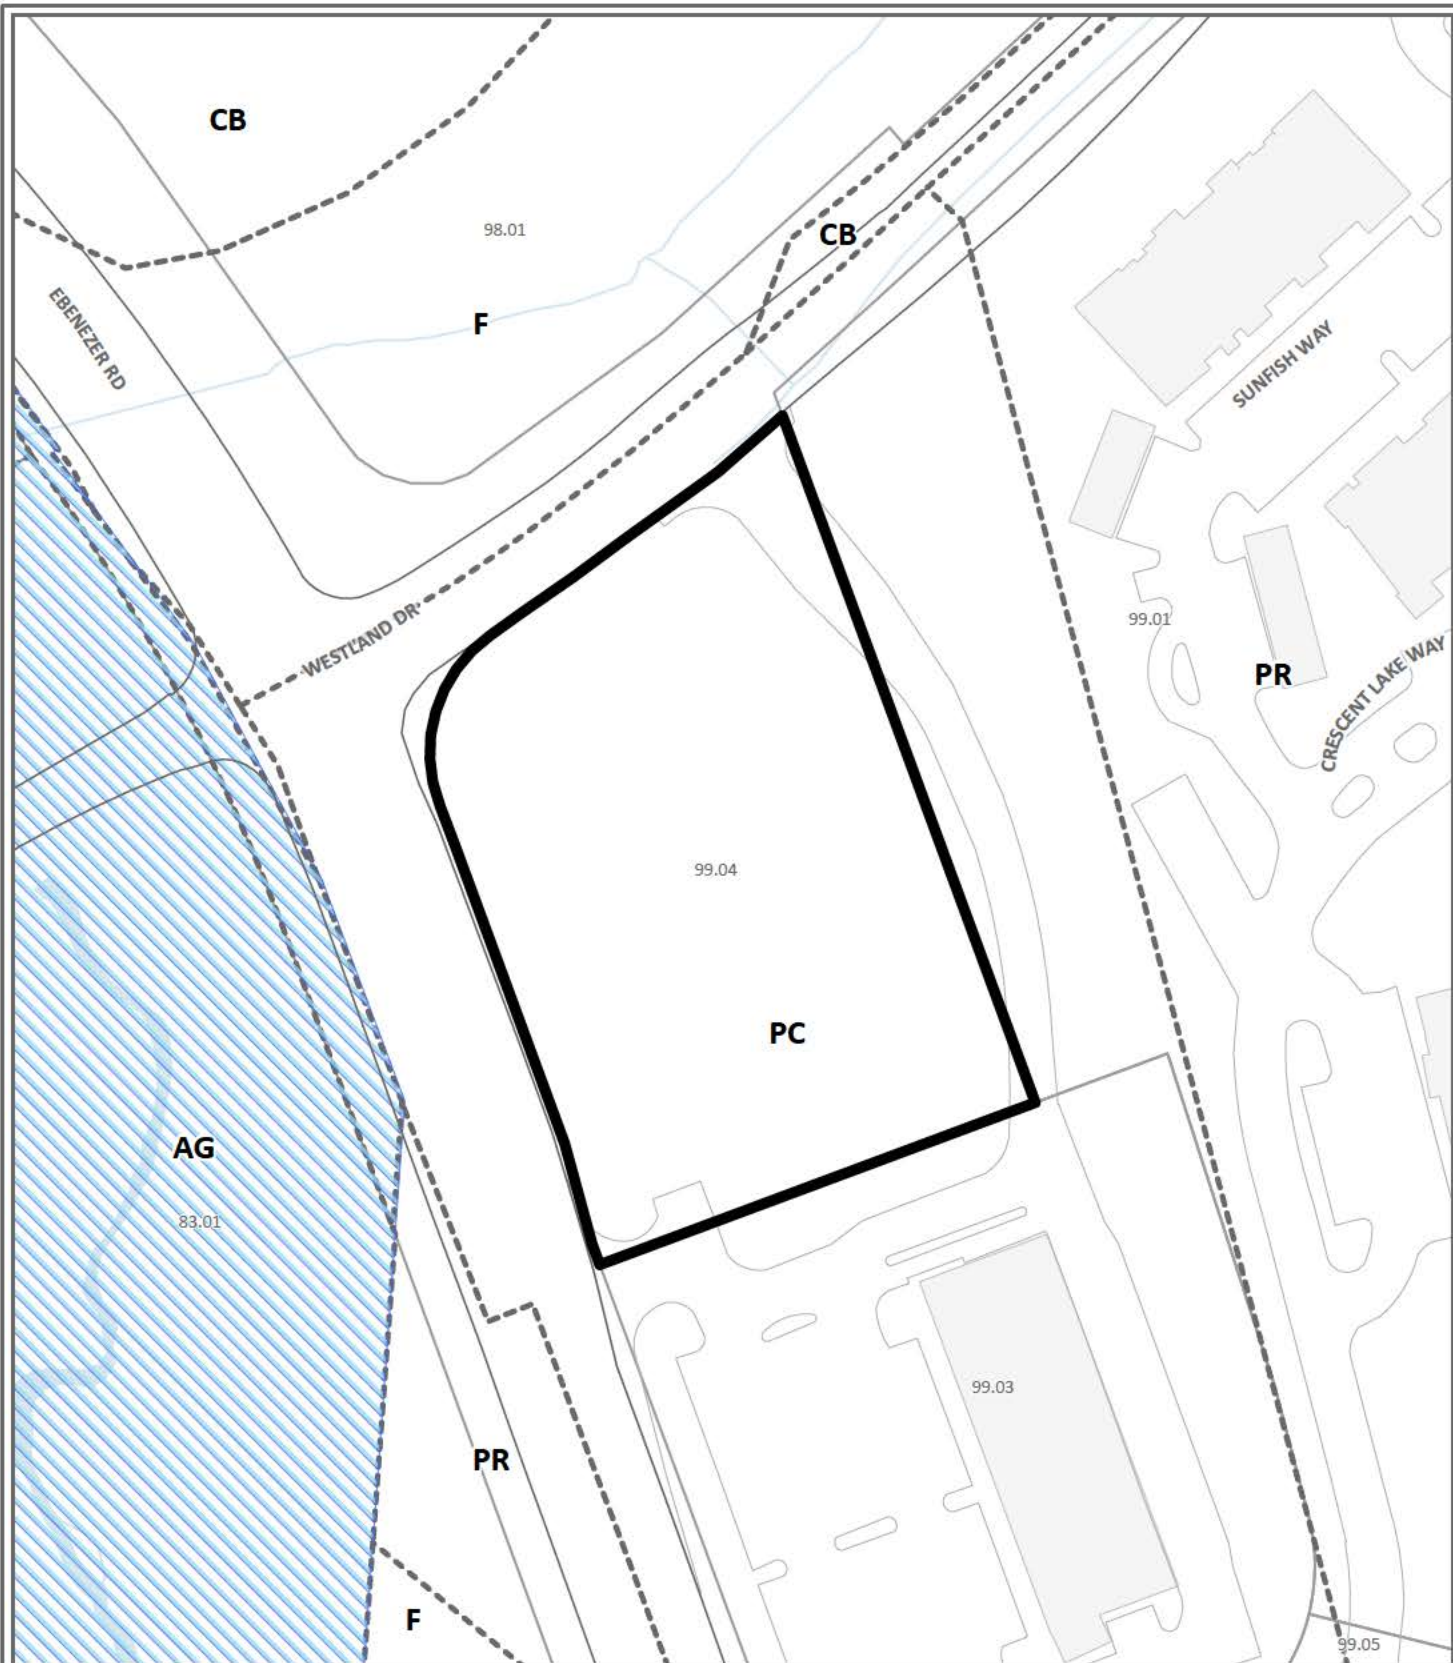 CB
98.01
CB
EBENEZER RD
F
SUNFISH WAY
WESTLAND DR
99.01
PR
CRESCENT LAKE WAY
99.04
PC
AG
83.01
99.03
PR
F
99.05